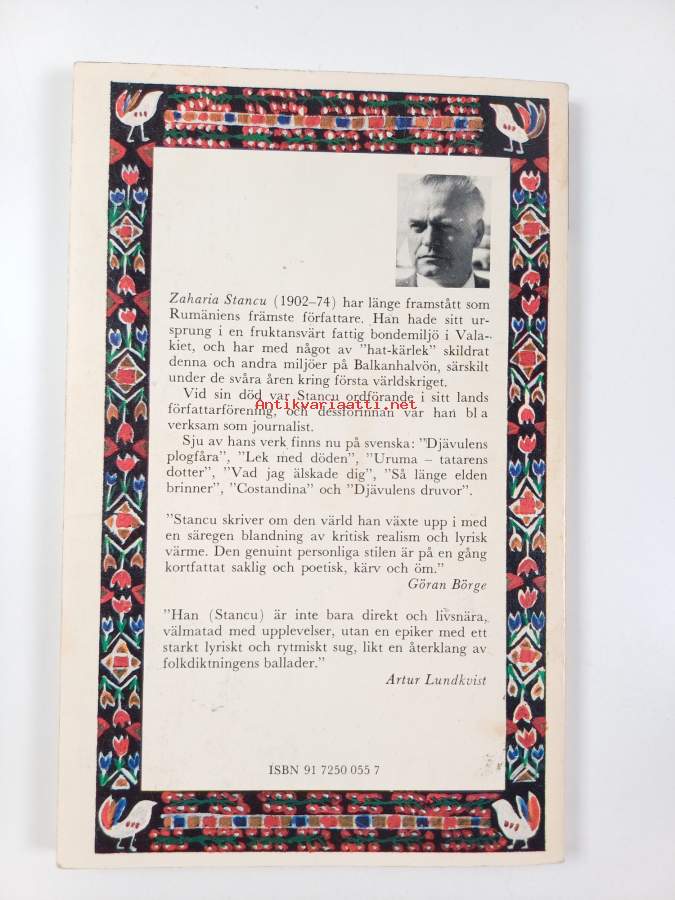 Zaharia Stancu (1902–74) har länge framstått som
Rumäniens främste författare. Han hade sitt ur-
sprung i en fruktansvärt fattig bondemiljö i Vala-
kiet, och har med något av ”hat-kärlek” skildrat
denna och andra miljöer på Balkanhalvön, särskilt
under de svåra åren kring första världskriget.
Vid sin död var Stancu ordförande i sitt lands
Antikvariaatti.net
författarförening, och dessförinnan var han bl a
verksam som journalist.
Sju av hans verk finns nu på svenska: ”Djävulens
plogfåra”, ”Lek med döden”, ”Uruma – tatarens
dotter”, ”Vad jag älskade dig”, ”Så länge elden
brinner”, ”Costandina” och ”Djävulens druvor”.
”Stancu skriver om den värld han växte upp i med
en säregen blandning av kritisk realism och lyrisk
värme. Den genuint personliga stilen är på en gång
kortfattat saklig och poetisk, kärv och öm.”
Göran Börge
”Han (Stancu) är inte bara direkt och livsnära,
välmatad med upplevelser, utan en epiker med ett
starkt lyriskt och rytmiskt sug, likt en återklang av
folkdiktningens ballader.”
Artur Lundkvist
ISBN 91 7250 055 7